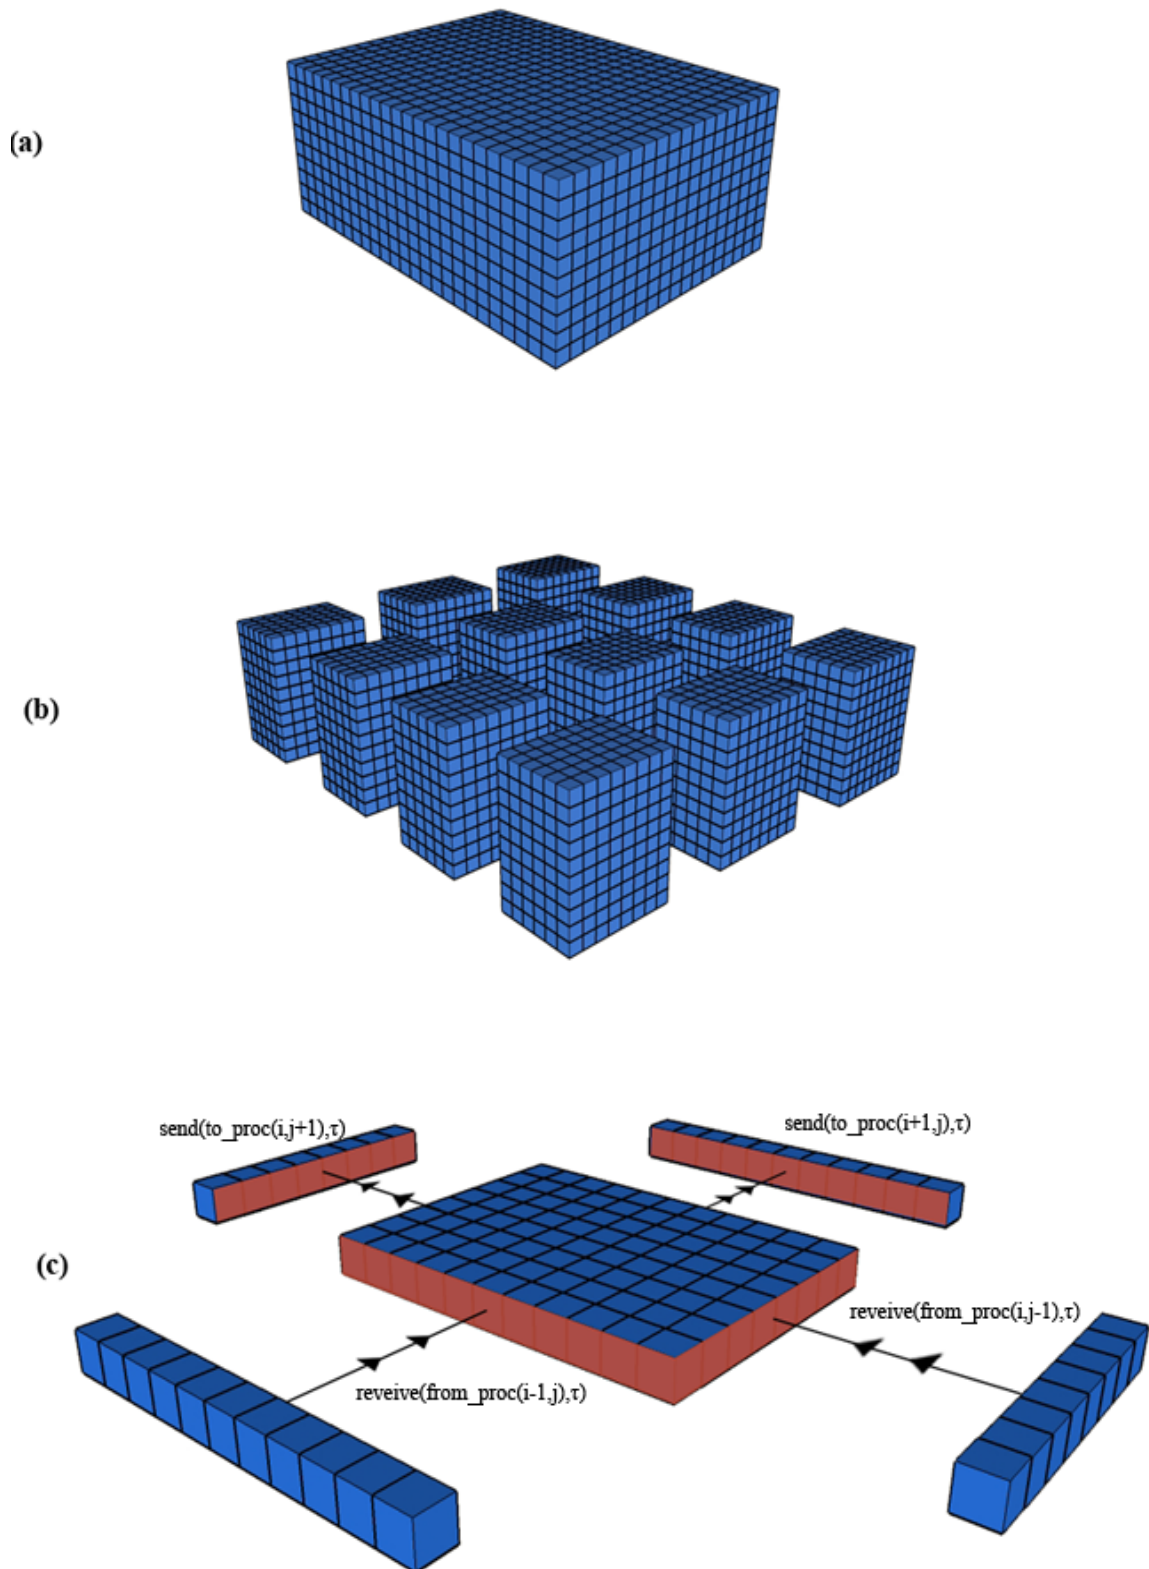 (a)
(b)
send(to_proc(i,j+1),τ)
send(to_proc(i+1,j),τ)
(c)
reveive(from_proc(i,j-1),τ)
reveive(from_proc(i-1,j),τ)